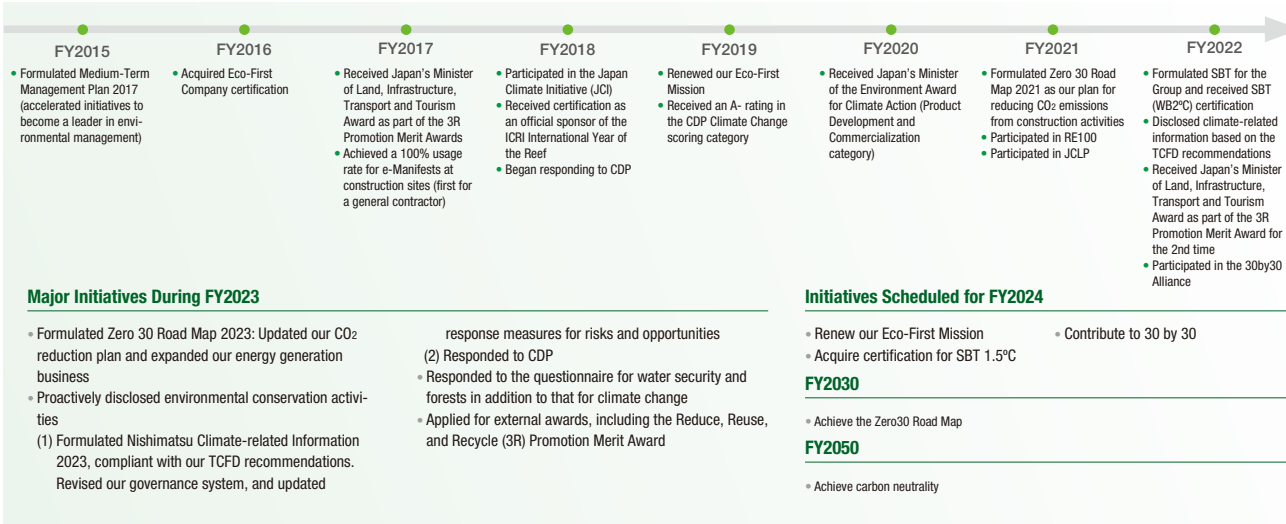 FY2015
• Formulated Medium-Term
Management Plan 2017
(accelerated initiatives to
become a leader in envi-
ronmental management)
FY2016
• Acquired Eco-First
Company certification
FY2017
• Received Japan's Minister
of Land, Infrastructure,
Transport and Tourism
Award as part of the 3R
Promotion Merit Awards
• Achieved a 100% usage
rate for e-Manifests at
construction sites (first for
a general contractor)
FY2018
• Participated in the Japan
Climate Initiative (JCI)
• Received certification as
an official sponsor of the
ICRI International Year of
the Reef
• Began responding to CDP
FY2019
• Renewed our Eco-First
Mission
• Received an A- rating in
the CDP Climate Change
scoring category
FY2020
• Received Japan's Minister
of the Environment Award
for Climate Action (Product
Development and
Commercialization
category)
FY2021
• Formulated Zero 30 Road
Map 2021 as our plan for
reducing CO2 emissions
from construction activities
• Participated in RE100
• Participated in JCLP
FY2022
• Formulated SBT for the
Group and received SBT
(WB2ºC) certification
• Disclosed climate-related
information based on the
TCFD recommendations
• Received Japan's Minister
of Land, Infrastructure,
Transport and Tourism
Award as part of the 3R
Promotion Merit Award for
the 2nd time
• Participated in the 30by30
Alliance
Major Initiatives During FY2023
• Formulated Zero 30 Road Map 2023: Updated our CO2
reduction plan and expanded our energy generation
business
• Proactively disclosed environmental conservation activi-
ties
(1) Formulated Nishimatsu Climate-related Information
2023, compliant with our TCFD recommendations.
Revised our governance system, and updated
response measures for risks and opportunities
(2) Responded to CDP
• Responded to the questionnaire for water security and
forests in addition to that for climate change
• Applied for external awards, including the Reduce, Reuse,
and Recycle (3R) Promotion Merit Award
Initiatives Scheduled for FY2024
• Renew our Eco-First Mission
• Acquire certification for SBT 1.5ºC
• Contribute to 30 by 30
FY2030
• Achieve the Zero30 Road Map
FY2050
• Achieve carbon neutrality